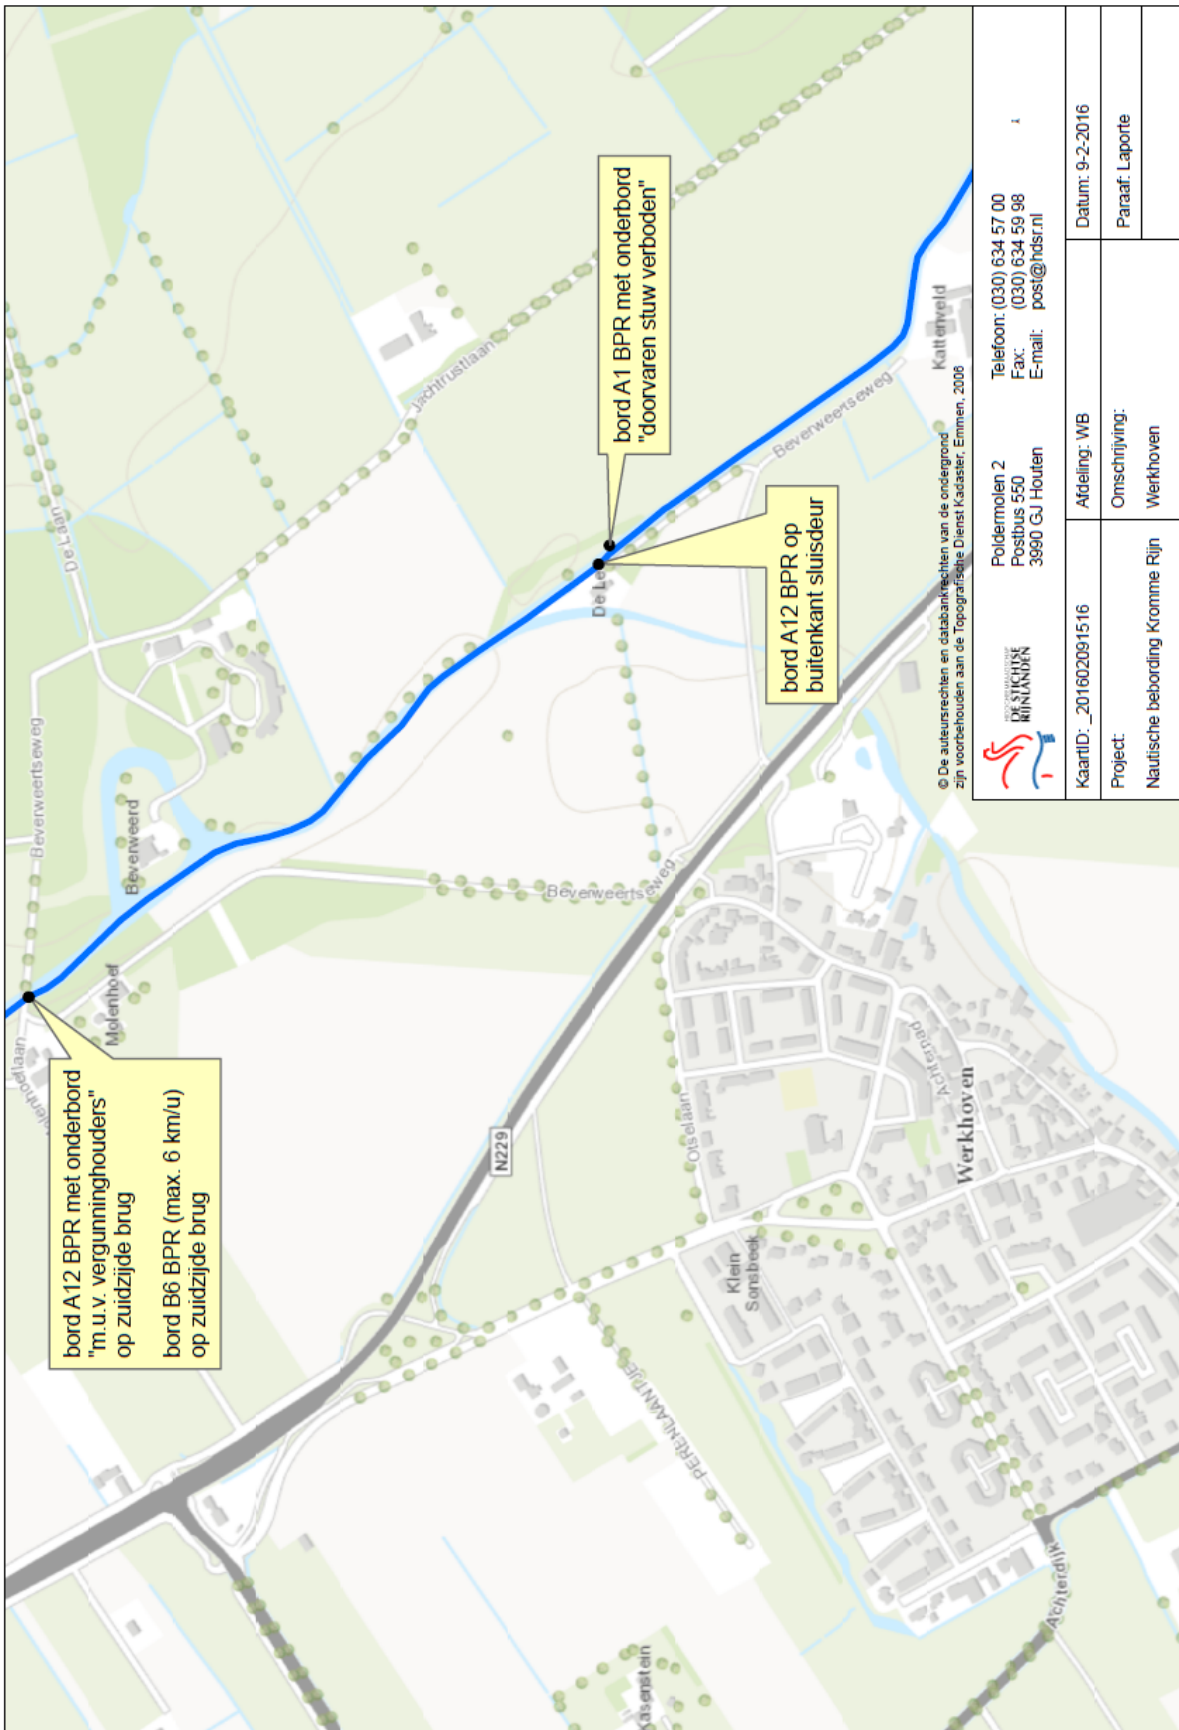 bord A12 BPR met onderbord
"m.u.v. vergunninghouders"
op zuidzijde brug
bord B6 BPR (max. 6 km/u)
op zuidzijde brug
bord A1 BPR met onderbord
"doorvaren stuw verboden"
bord A12 BPR op
buitenkant sluisdeur
Molenhoef
Beverweerd
Beverweertseweg
De Laan
Jachtrustlaan
Beverweertseweg
Beverweertseweg
Kattenveld
N229
Otselaan
Achterpad
Werkhoven
Klein
Sonsbeek
PERENLAANTJE
Achterdijk
Kasenstein
© De auteursrechten en databankrechten van de ondergrond
zijn voorbehouden aan de Topografische Dienst Kadaster, Emmen, 2006
HOOGHEEMRAADSCHAP
DE STICHTSE
RIJNLANDEN
Poldermolen 2
Postbus 550
3990 GJ Houten
Telefoon: (030) 634 57 00
Fax: (030) 634 59 98
E-mail: post@hdsr.nl
KaartID: _201602091516
Afdeling: WB
Datum: 9-2-2016
Project:
Nautische bebording Kromme Rijn
Omschrijving:
Werkhoven
Paraaf: Laporte